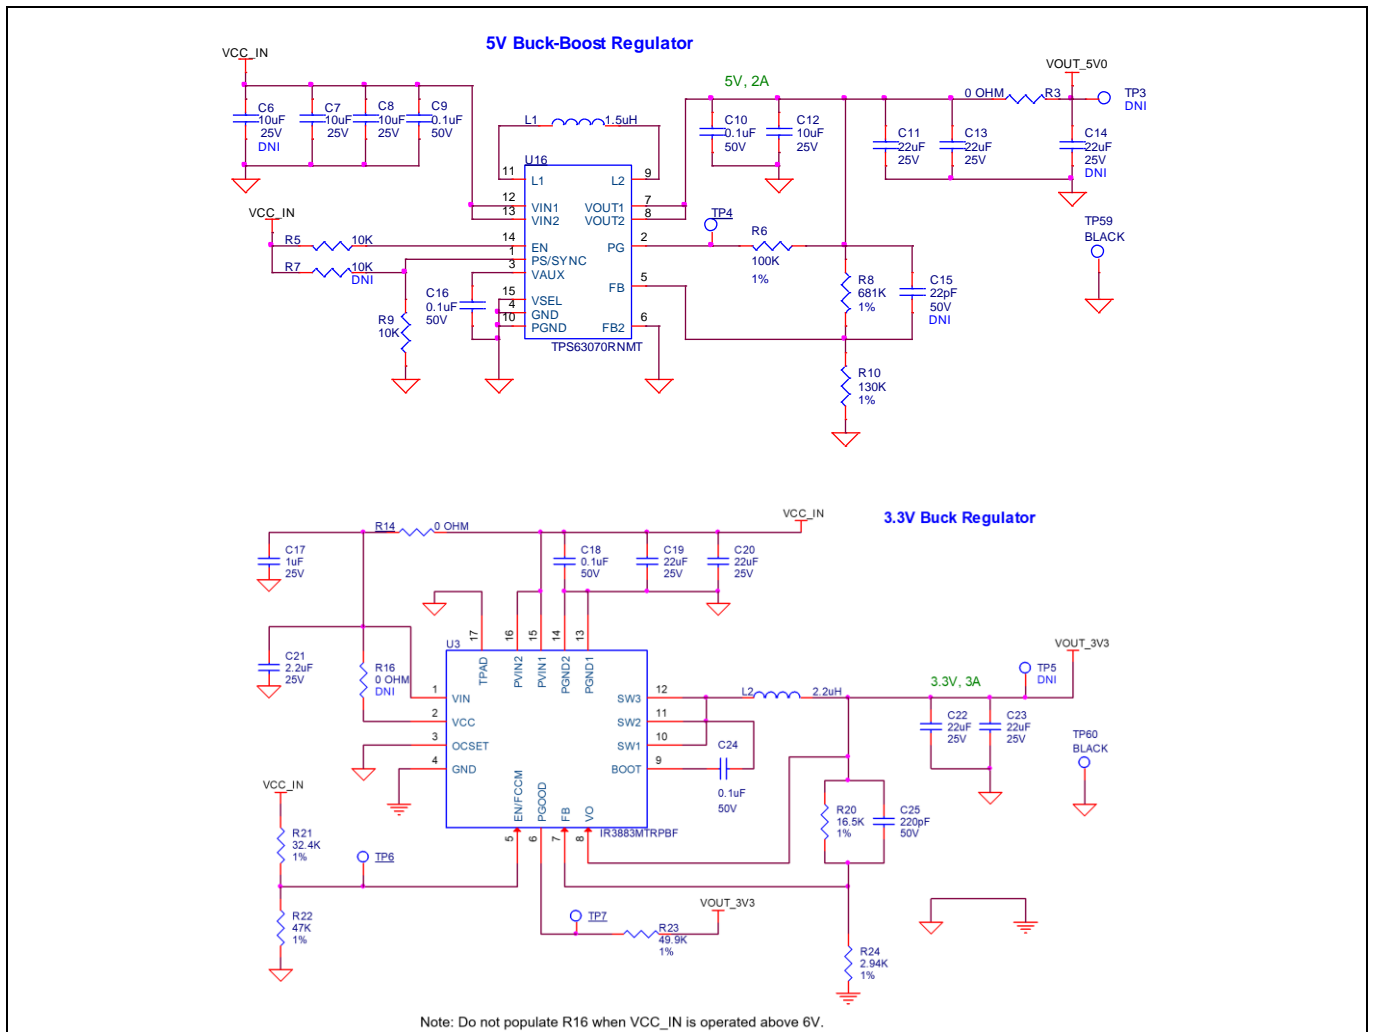 5V Buck-Boost Regulator
VCC_IN
C6
10uF
25V
DNI
C7
10uF
25V
C8
10uF
25V
C9
0.1uF
50V
L1
1.5uH
5V, 2A
C10
0.1uF
50V
C12
10uF
25V
C11
22uF
25V
C13
22uF
25V
0 OHM
R3
VOUT_5V0
TP3
DNI
C14
22uF
25V
DNI
U16
11
L1
L2
9
12
VIN1
VOUT1
7
13
VIN2
VOUT2
8
14
EN
PG
2
1
PS/SYNC
3
VAUX
FB
5
15
VSEL
4
GND
10
PGND
FB2
6
TPS63070RNMT
VCC_IN
R5
10K
R7
10K
DNI
R9
10K
C16
0.1uF
50V
TP4
R6
100K
1%
R8
681K
1%
C15
22pF
50V
DNI
R10
130K
1%
TP59
BLACK
3.3V Buck Regulator
VCC_IN
R14
0 OHM
C17
1uF
25V
C18
0.1uF
50V
C19
22uF
25V
C20
22uF
25V
C21
2.2uF
25V
R16
0 OHM
DNI
U3
17
TPAD
16
PVIN2
15
PVIN1
14
PGND2
13
PGND1
1
VIN
2
VCC
3
OCSET
4
GND
SW3
12
SW2
11
SW1
10
BOOT
9
EN/FCCM
5
PGOOD
6
FB
7
VO
8
IR3883MTRPBF
L2
2.2uH
C24
0.1uF
50V
3.3V, 3A
VOUT_3V3
TP5
DNI
C22
22uF
25V
C23
22uF
25V
TP60
BLACK
R20
16.5K
1%
C25
220pF
50V
VCC_IN
R21
32.4K
1%
TP6
R22
47K
1%
TP7
R23
49.9K
1%
VOUT_3V3
R24
2.94K
1%
Note: Do not populate R16 when VCC_IN is operated above 6V.